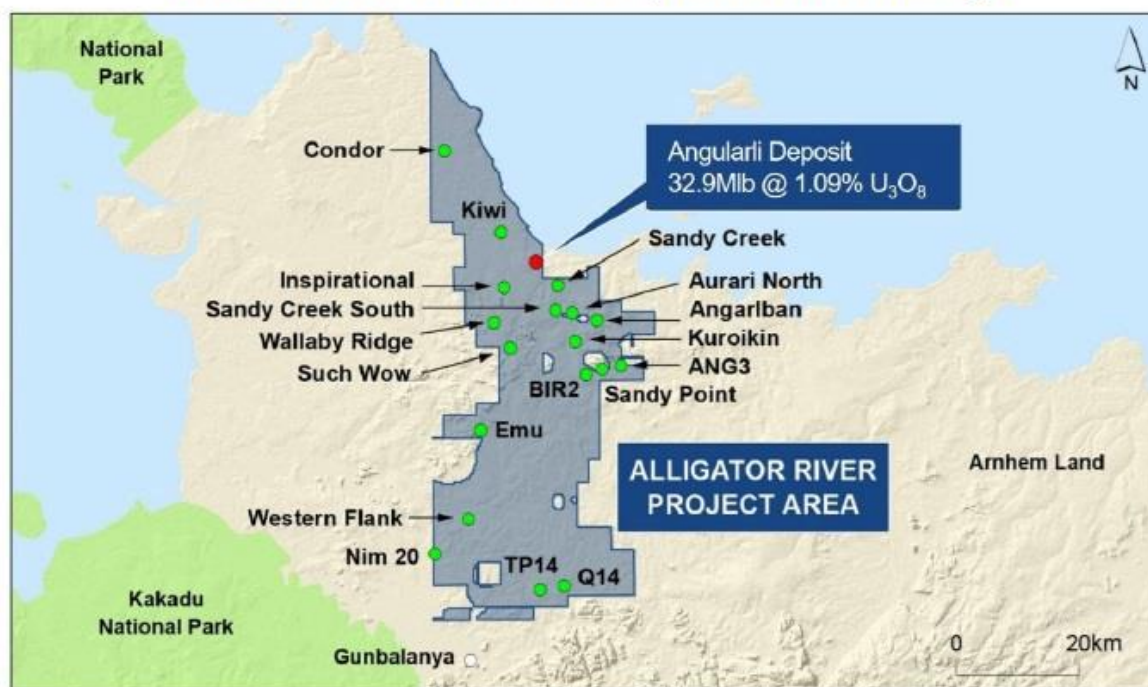 National
Park
N
Condor
Angularli Deposit
32.9Mlb @ 1.09% U₃O₈
Kiwi
Sandy Creek
Inspirational
Aurari North
Sandy Creek South
Angarlban
Wallaby Ridge
Kuroikin
Such Wow
ANG3
BIR2
Sandy Point
Emu
ALLIGATOR RIVER
PROJECT AREA
Arnhem Land
Western Flank
Nim 20
TP14
Q14
Kakadu
National Park
Gunbalanya
0
20km